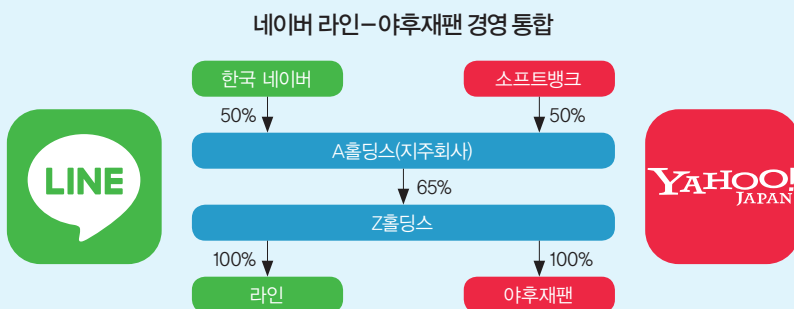 네이버 라인-야후재팬 경영 통합
한국 네이버
소프트뱅크
50%
50%
A홀딩스(지주회사)
65%
Z홀딩스
100%
100%
라인
야후재팬
LINE
YAHOO!
JAPAN